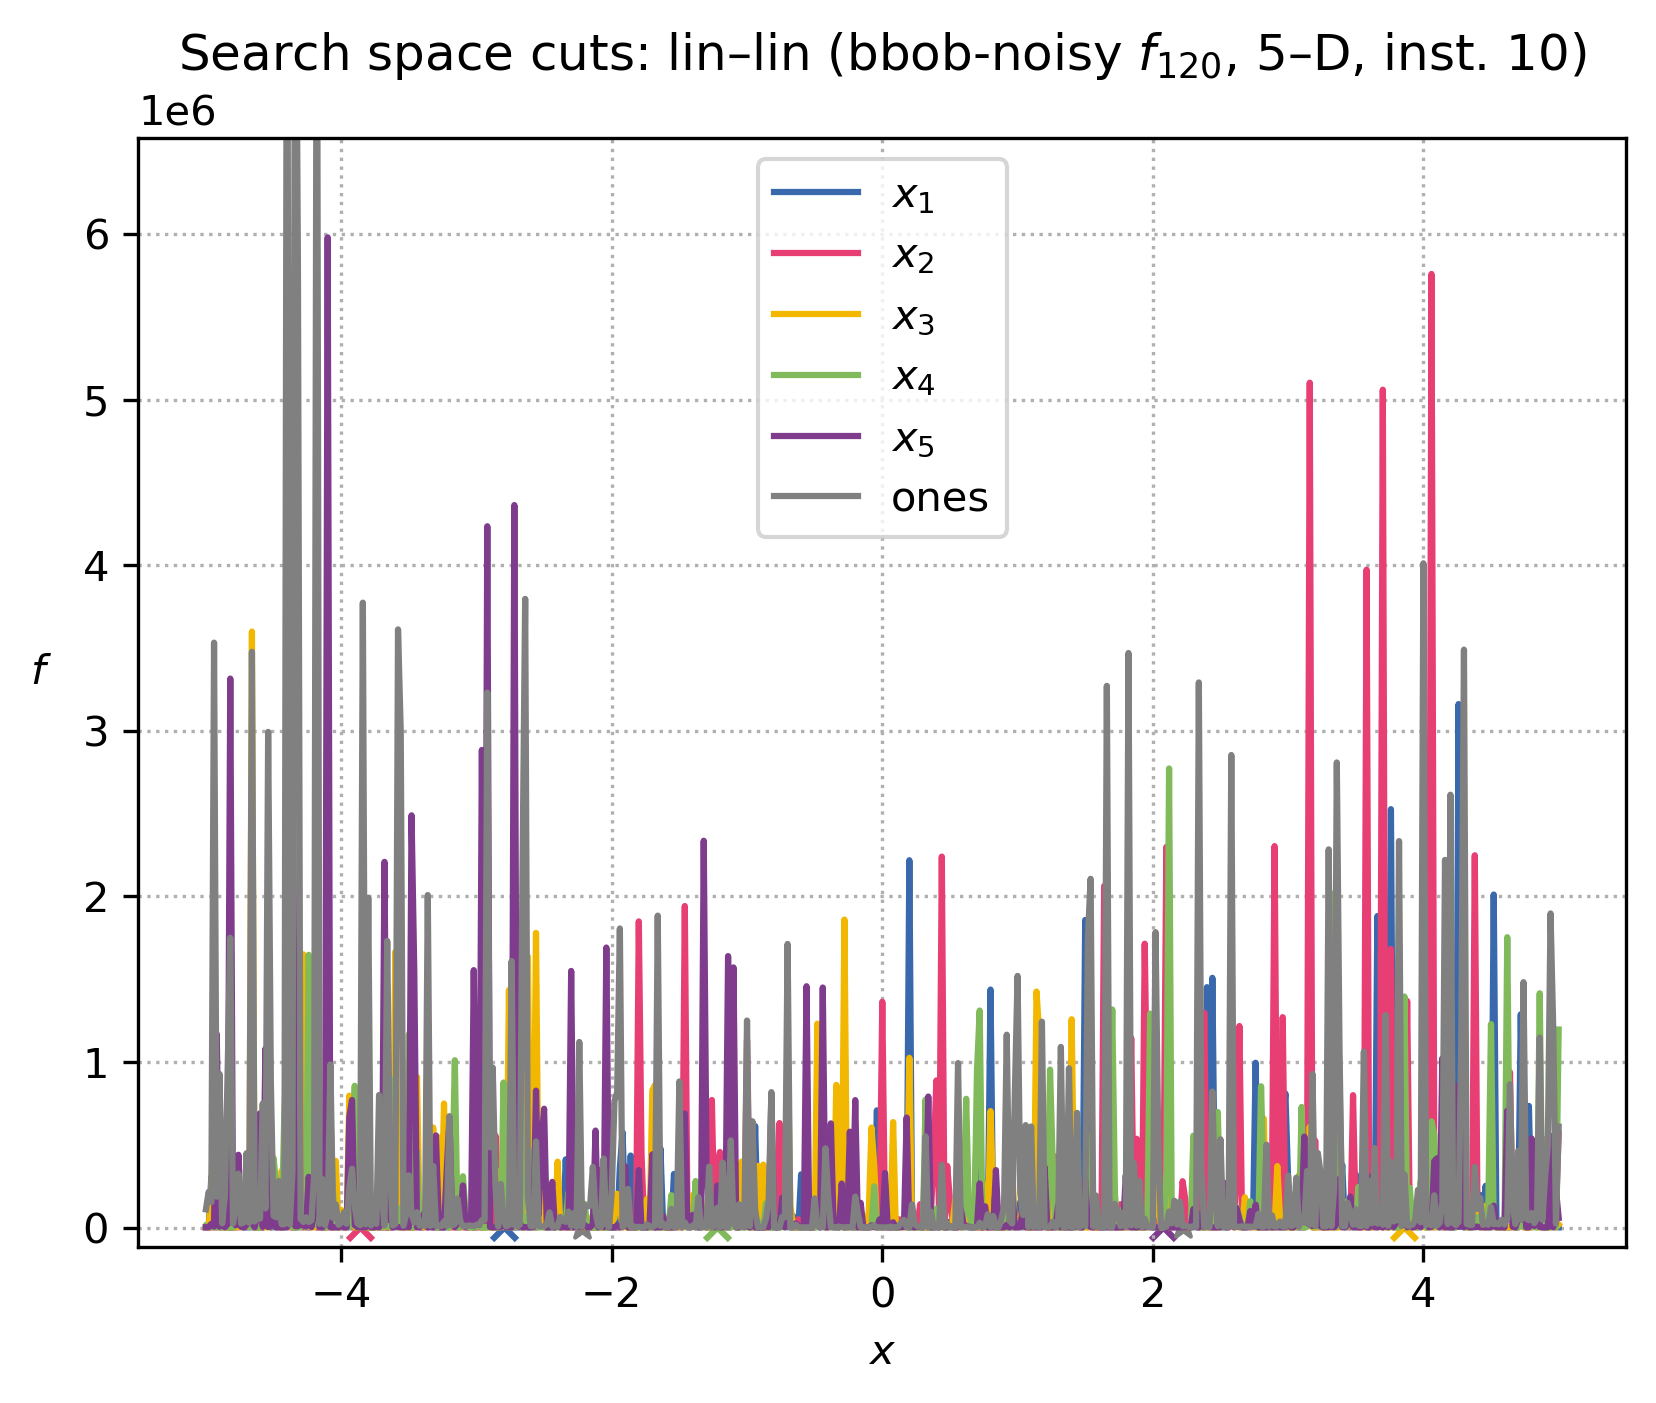 Search space cuts: lin–lin (bbob-noisy f₁₂₀, 5–D, inst. 10)
1e6
x₁
x₂
x₃
x₄
x₅
ones
6
5
4
3
2
1
0
f
−4
−2
0
2
4
x